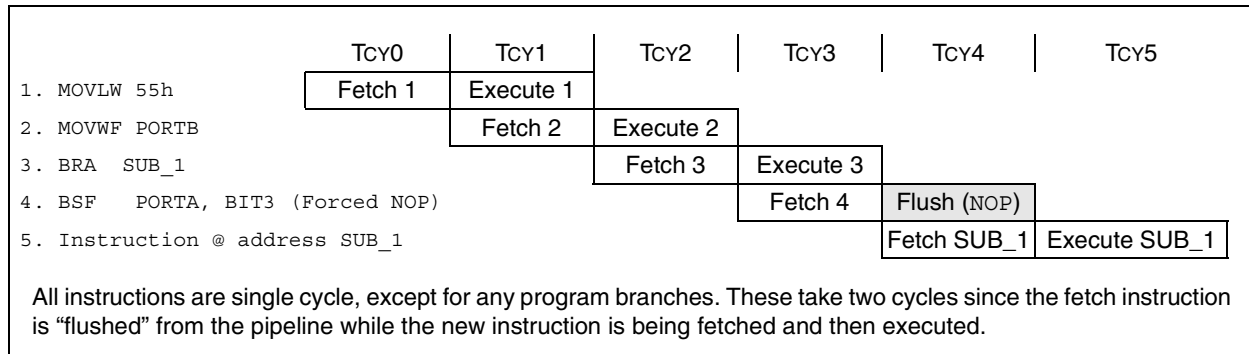 TCY0 TCY1 TCY2 TCY3 TCY4 TCY5
1. MOVLW 55h Fetch 1 Execute 1
2. MOVWF PORTB Fetch 2 Execute 2
3. BRA SUB_1 Fetch 3 Execute 3
4. BSF PORTA, BIT3 (Forced NOP) Fetch 4 Flush (NOP)
5. Instruction @ address SUB_1 Fetch SUB_1 Execute SUB_1
All instructions are single cycle, except for any program branches. These take two cycles since the fetch instruction
is “flushed” from the pipeline while the new instruction is being fetched and then executed.